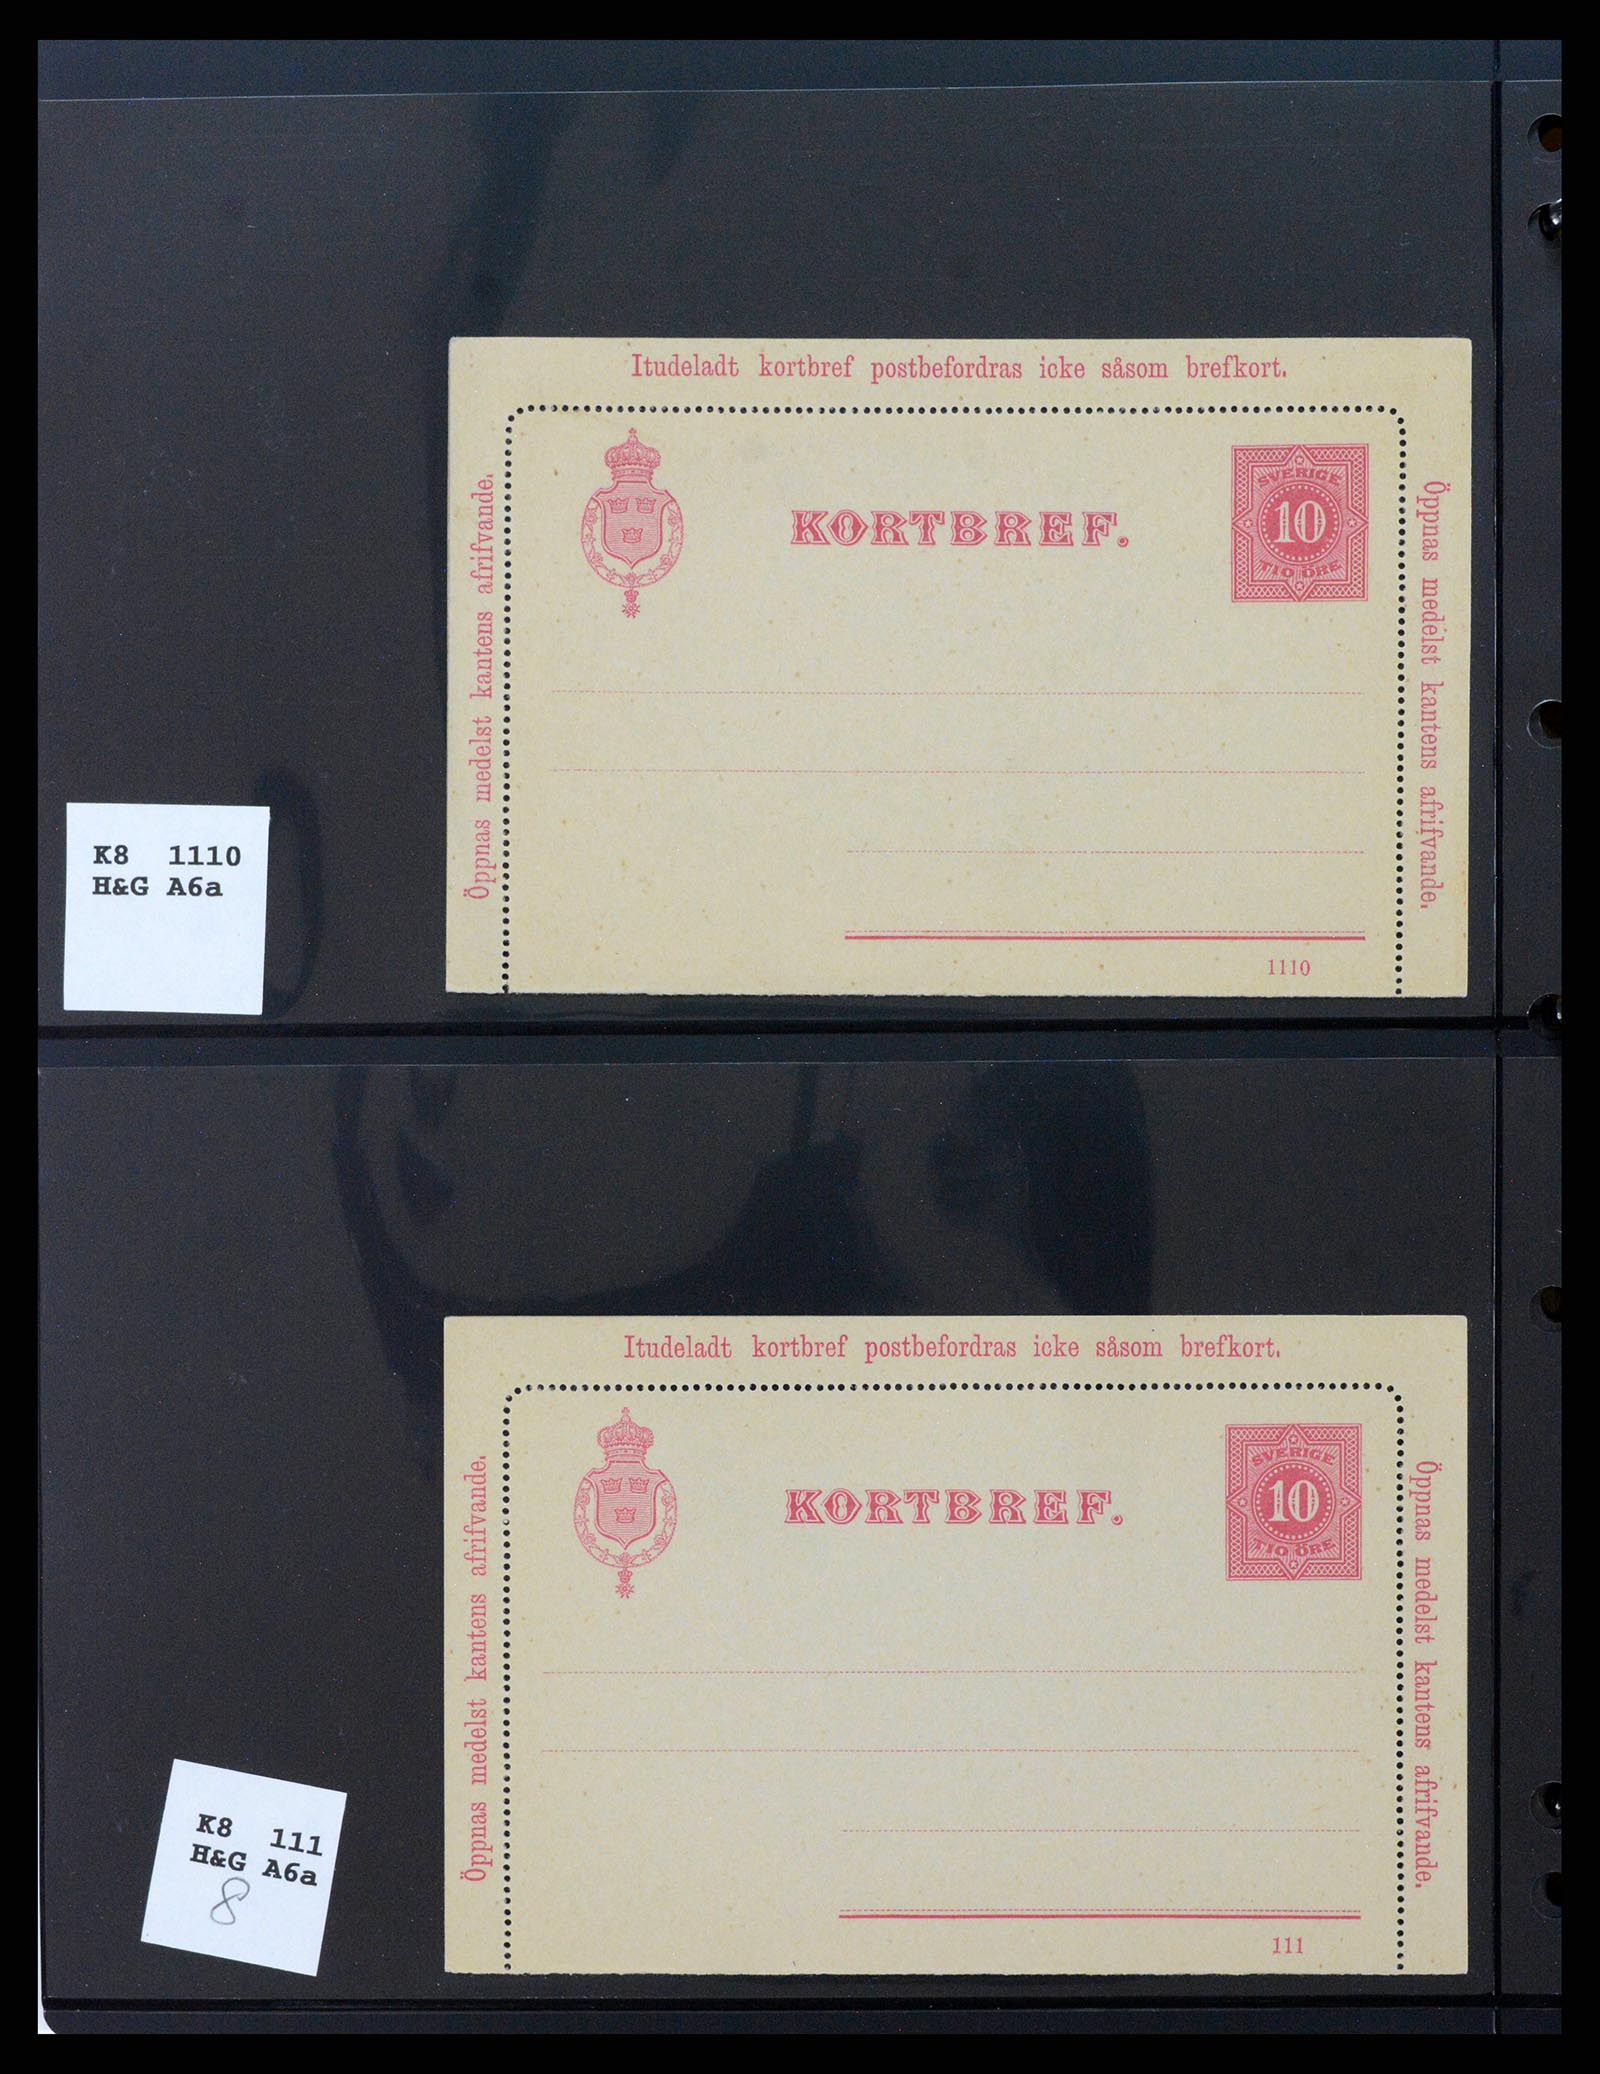 Itudeladt kortbref postbefordras icke såsom brefkort.
Öppnas medelst kantens afrifvande.
KORTBREF.
SVERIGE
10
TIO ÖRE
Öppnas medelst kantens afrifvande.
1110
K8 1110
H&G A6a
Itudeladt kortbref postbefordras icke såsom brefkort.
Öppnas medelst kantens afrifvande.
KORTBREF.
SVERIGE
10
TIO ÖRE
Öppnas medelst kantens afrifvande.
111
K8 111
H&G A6a
8